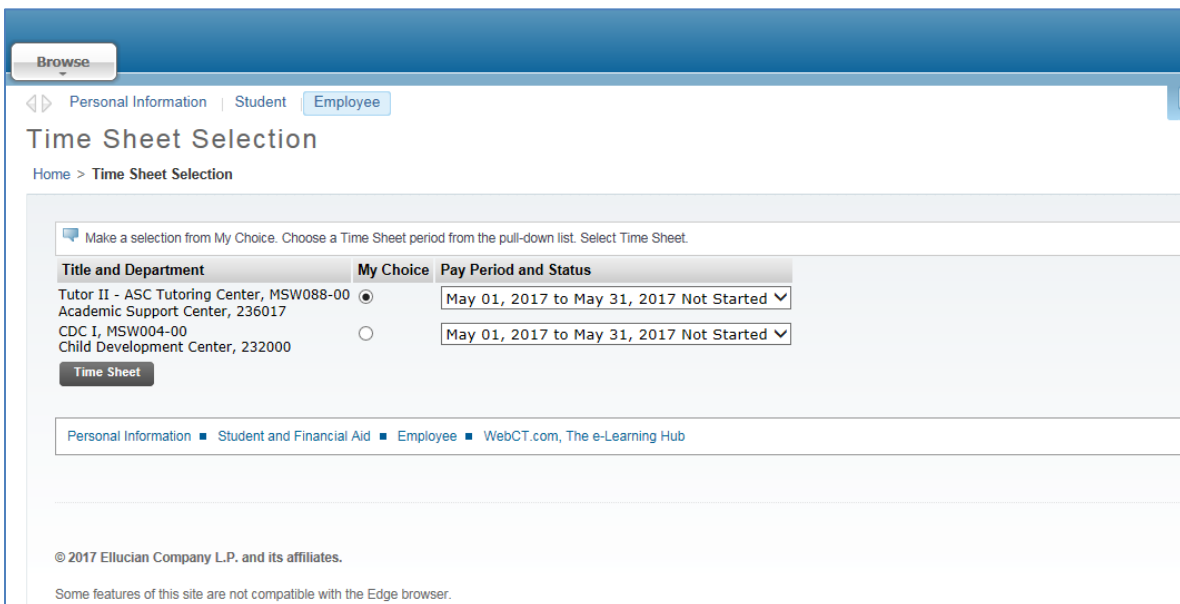 Browse
Personal Information | Student | Employee
Time Sheet Selection
Home > Time Sheet Selection
Make a selection from My Choice. Choose a Time Sheet period from the pull-down list. Select Time Sheet.
Title and Department My Choice Pay Period and Status
Tutor II - ASC Tutoring Center, MSW088-00 May 01, 2017 to May 31, 2017 Not Started
Academic Support Center, 236017
CDC I, MSW004-00 May 01, 2017 to May 31, 2017 Not Started
Child Development Center, 232000
Time Sheet
Personal Information ■ Student and Financial Aid ■ Employee ■ WebCT.com, The e-Learning Hub
© 2017 Ellucian Company L.P. and its affiliates.
Some features of this site are not compatible with the Edge browser.